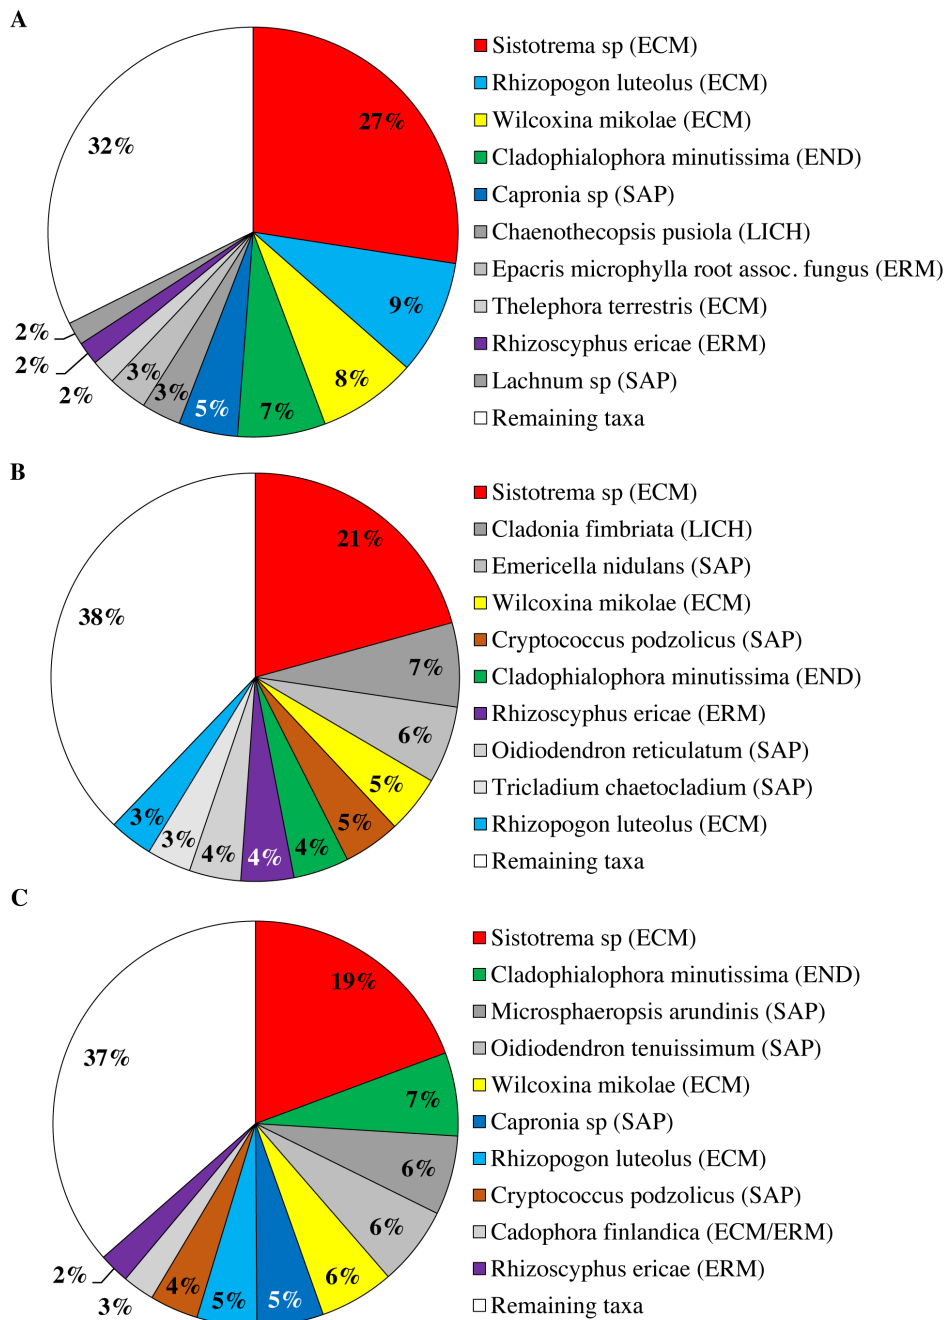 A
27%
9%
8%
7%
5%
3%
3%
2%
2%
2%
32%
Sistotrema sp (ECM)
Rhizopogon luteolus (ECM)
Wilcoxina mikolae (ECM)
Cladophialophora minutissima (END)
Capronia sp (SAP)
Chaenothecopsis pusiola (LICH)
Epacris microphylla root assoc. fungus (ERM)
Thelephora terrestris (ECM)
Rhizoscyphus ericae (ERM)
Lachnum sp (SAP)
Remaining taxa
B
21%
7%
6%
5%
5%
4%
4%
4%
3%
3%
38%
Sistotrema sp (ECM)
Cladonia fimbriata (LICH)
Emericella nidulans (SAP)
Wilcoxina mikolae (ECM)
Cryptococcus podzolicus (SAP)
Cladophialophora minutissima (END)
Rhizoscyphus ericae (ERM)
Oidiodendron reticulatum (SAP)
Tricladium chaetocladium (SAP)
Rhizopogon luteolus (ECM)
Remaining taxa
C
19%
7%
6%
6%
6%
5%
5%
4%
3%
2%
37%
Sistotrema sp (ECM)
Cladophialophora minutissima (END)
Microsphaeropsis arundinis (SAP)
Oidiodendron tenuissimum (SAP)
Wilcoxina mikolae (ECM)
Capronia sp (SAP)
Rhizopogon luteolus (ECM)
Cryptococcus podzolicus (SAP)
Cadophora finlandica (ECM/ERM)
Rhizoscyphus ericae (ERM)
Remaining taxa